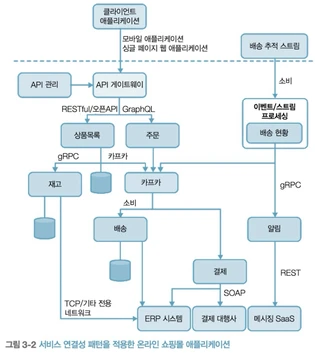 클라이언트
애플리케이션
모바일 애플리케이션
싱글 페이지 웹 애플리케이션
배송 추적 스트림
소비
API 관리
API 게이트웨이
이벤트/스트림
프로세싱
배송 현황
RESTful/오픈API
GraphQL
상품목록
주문
gRPC
카프카
재고
카프카
gRPC
소비
배송
알림
결제
REST
SOAP
TCP/기타 전용
네트워크
ERP 시스템
결제 대행사
메시징 SaaS
그림 3-2 서비스 연결성 패턴을 적용한 온라인 쇼핑몰 애플리케이션